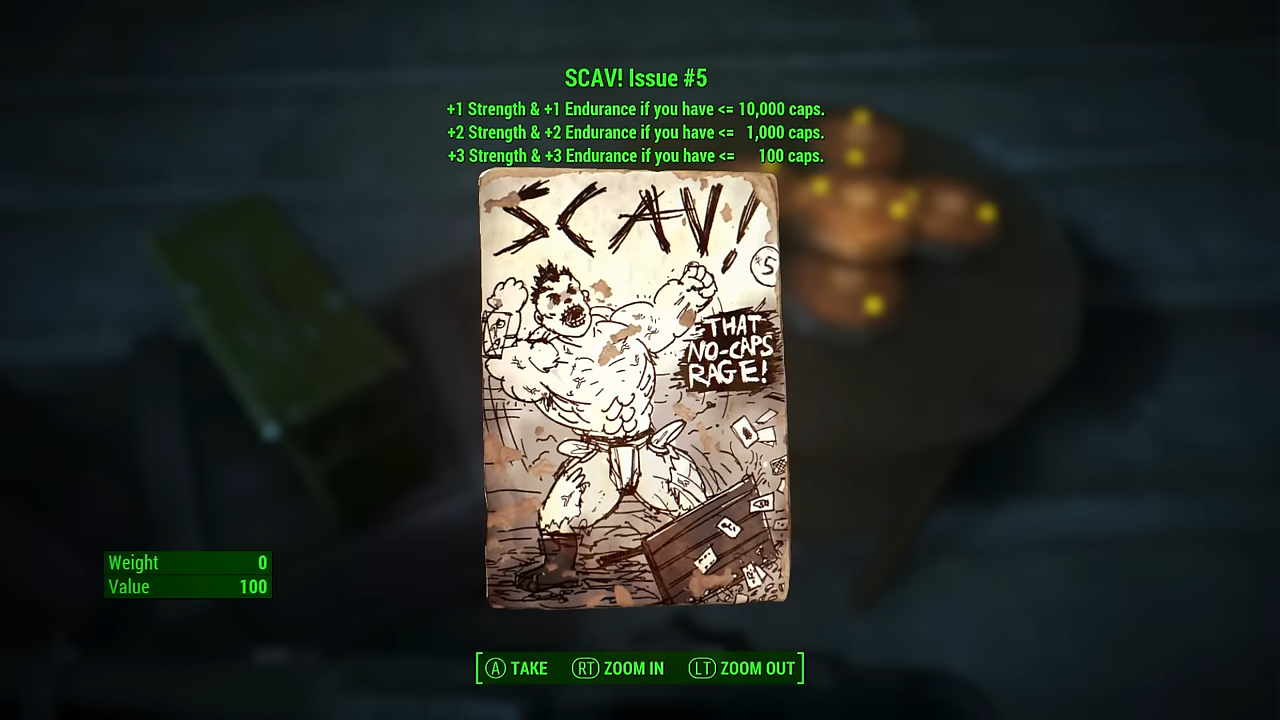 SCAV! Issue #5
+1 Strength & +1 Endurance if you have <= 10,000 caps.
+2 Strength & +2 Endurance if you have <= 1,000 caps.
+3 Strength & +3 Endurance if you have <= 100 caps.
SCAV!
#5
THAT
NO-CAPS
RAGE!
Weight 0
Value 100
A TAKE RT ZOOM IN LT ZOOM OUT